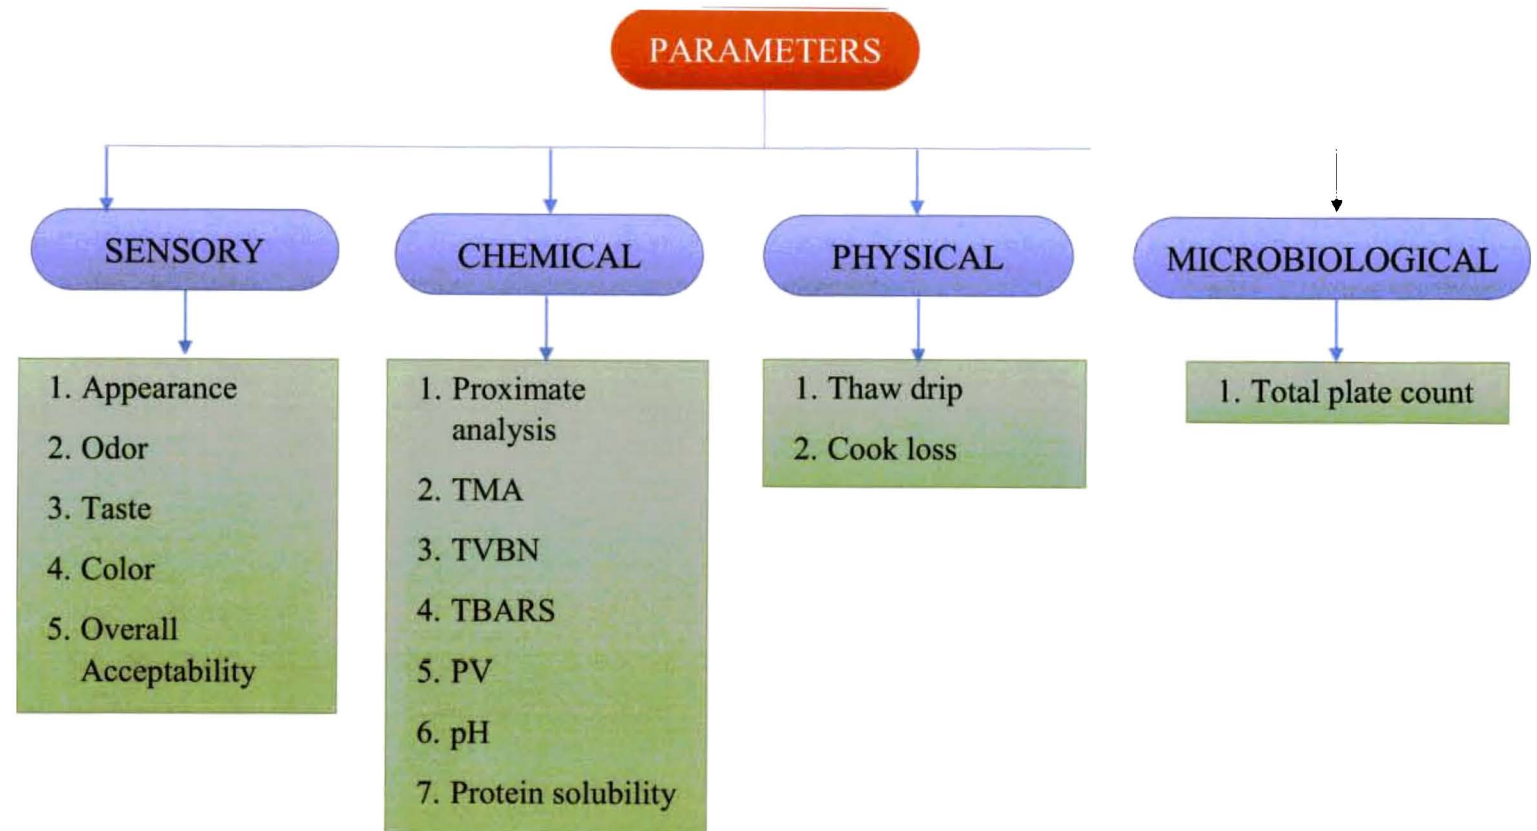 PARAMETERS
SENSORY
CHEMICAL
PHYSICAL
MICROBIOLOGICAL
1. Appearance
2. Odor
3. Taste
4. Color
5. Overall
Acceptability
1. Proximate
analysis
2. TMA
3. TVBN
4. TBARS
5. PV
6. pH
7. Protein solubility
1. Thaw drip
2. Cook loss
1. Total plate count